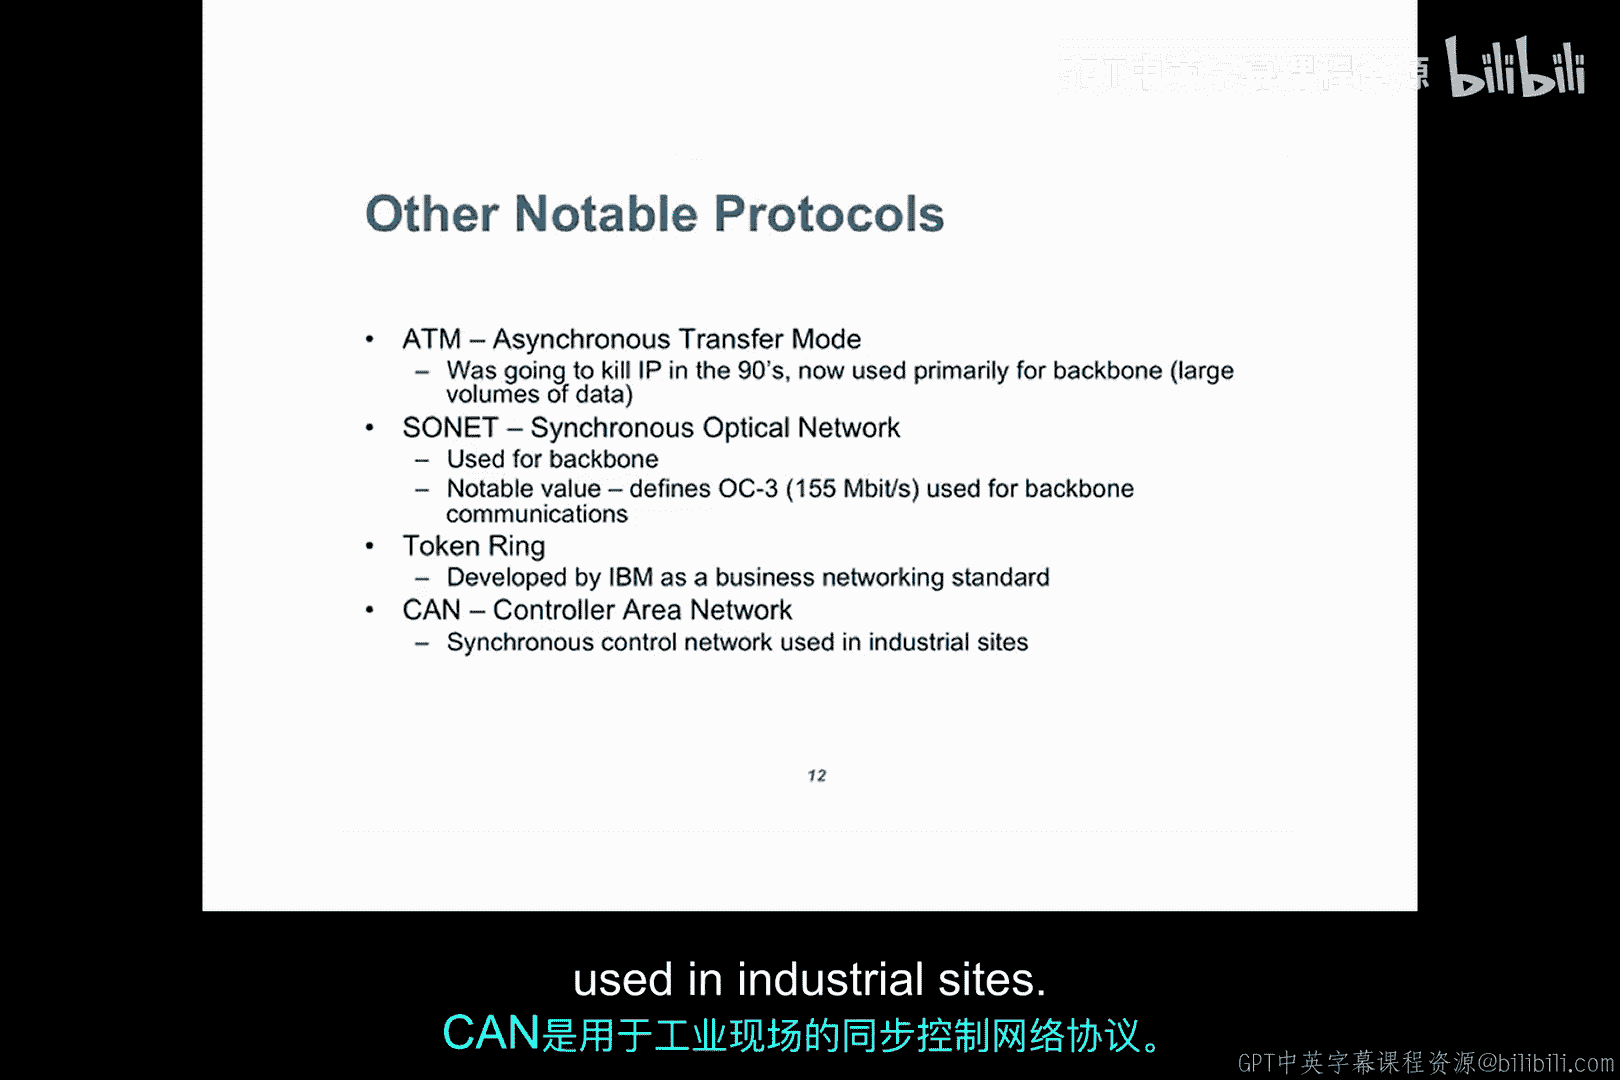 bilibili
Other Notable Protocols
• ATM – Asynchronous Transfer Mode
– Was going to kill IP in the 90's, now used primarily for backbone (large
volumes of data)
• SONET – Synchronous Optical Network
– Used for backbone
– Notable value – defines OC-3 (155 Mbit/s) used for backbone
communications
• Token Ring
– Developed by IBM as a business networking standard
• CAN – Controller Area Network
– Synchronous control network used in industrial sites
12
used in industrial sites.
CAN是用于工业现场的同步控制网络协议。
GPT中英字幕课程资源@bilibili.com